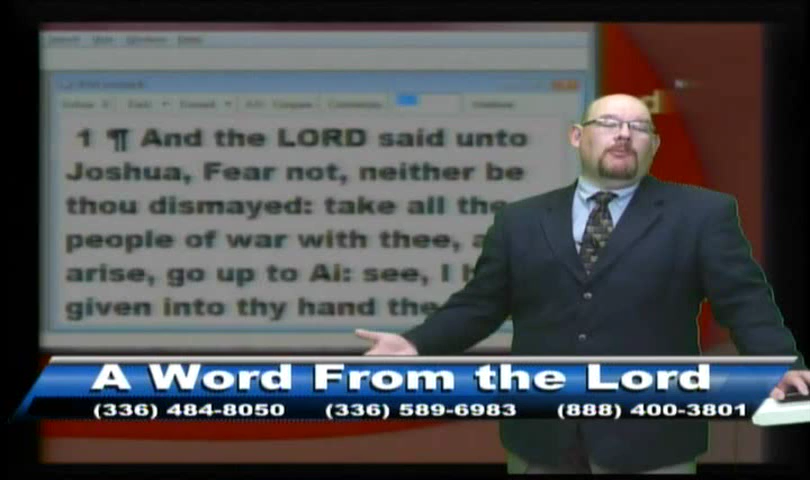 1 ¶ And the LORD said unto
Joshua, Fear not, neither be
thou dismayed: take all the
people of war with thee, a
arise, go up to Ai: see, I h
given into thy hand the
A Word From the Lord
(336) 484-8050 (336) 589-6983 (888) 400-3801